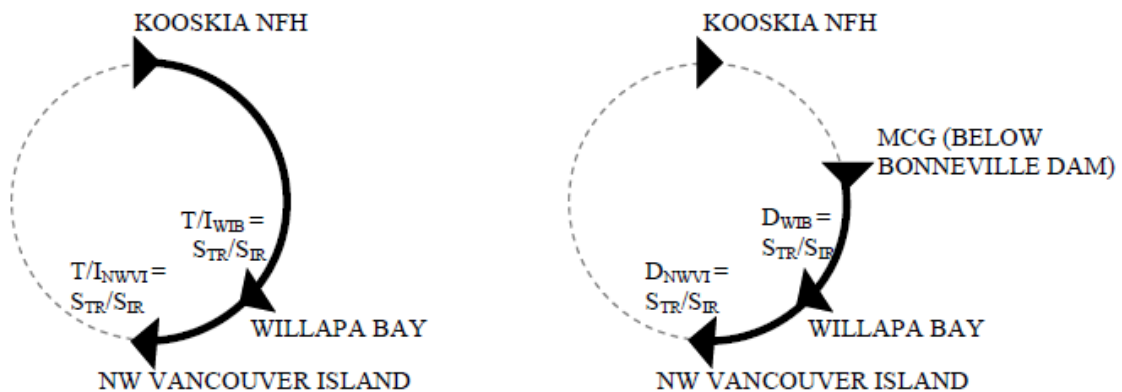 KOOSKIA NFH
T/I_WIB =
S_TR/S_IR
T/I_NWVI =
S_TR/S_IR
WILLAPA BAY
NW VANCOUVER ISLAND
KOOSKIA NFH
MCG (BELOW
BONNEVILLE DAM)
D_WIB =
S_TR/S_IR
D_NWVI =
S_TR/S_IR
WILLAPA BAY
NW VANCOUVER ISLAND